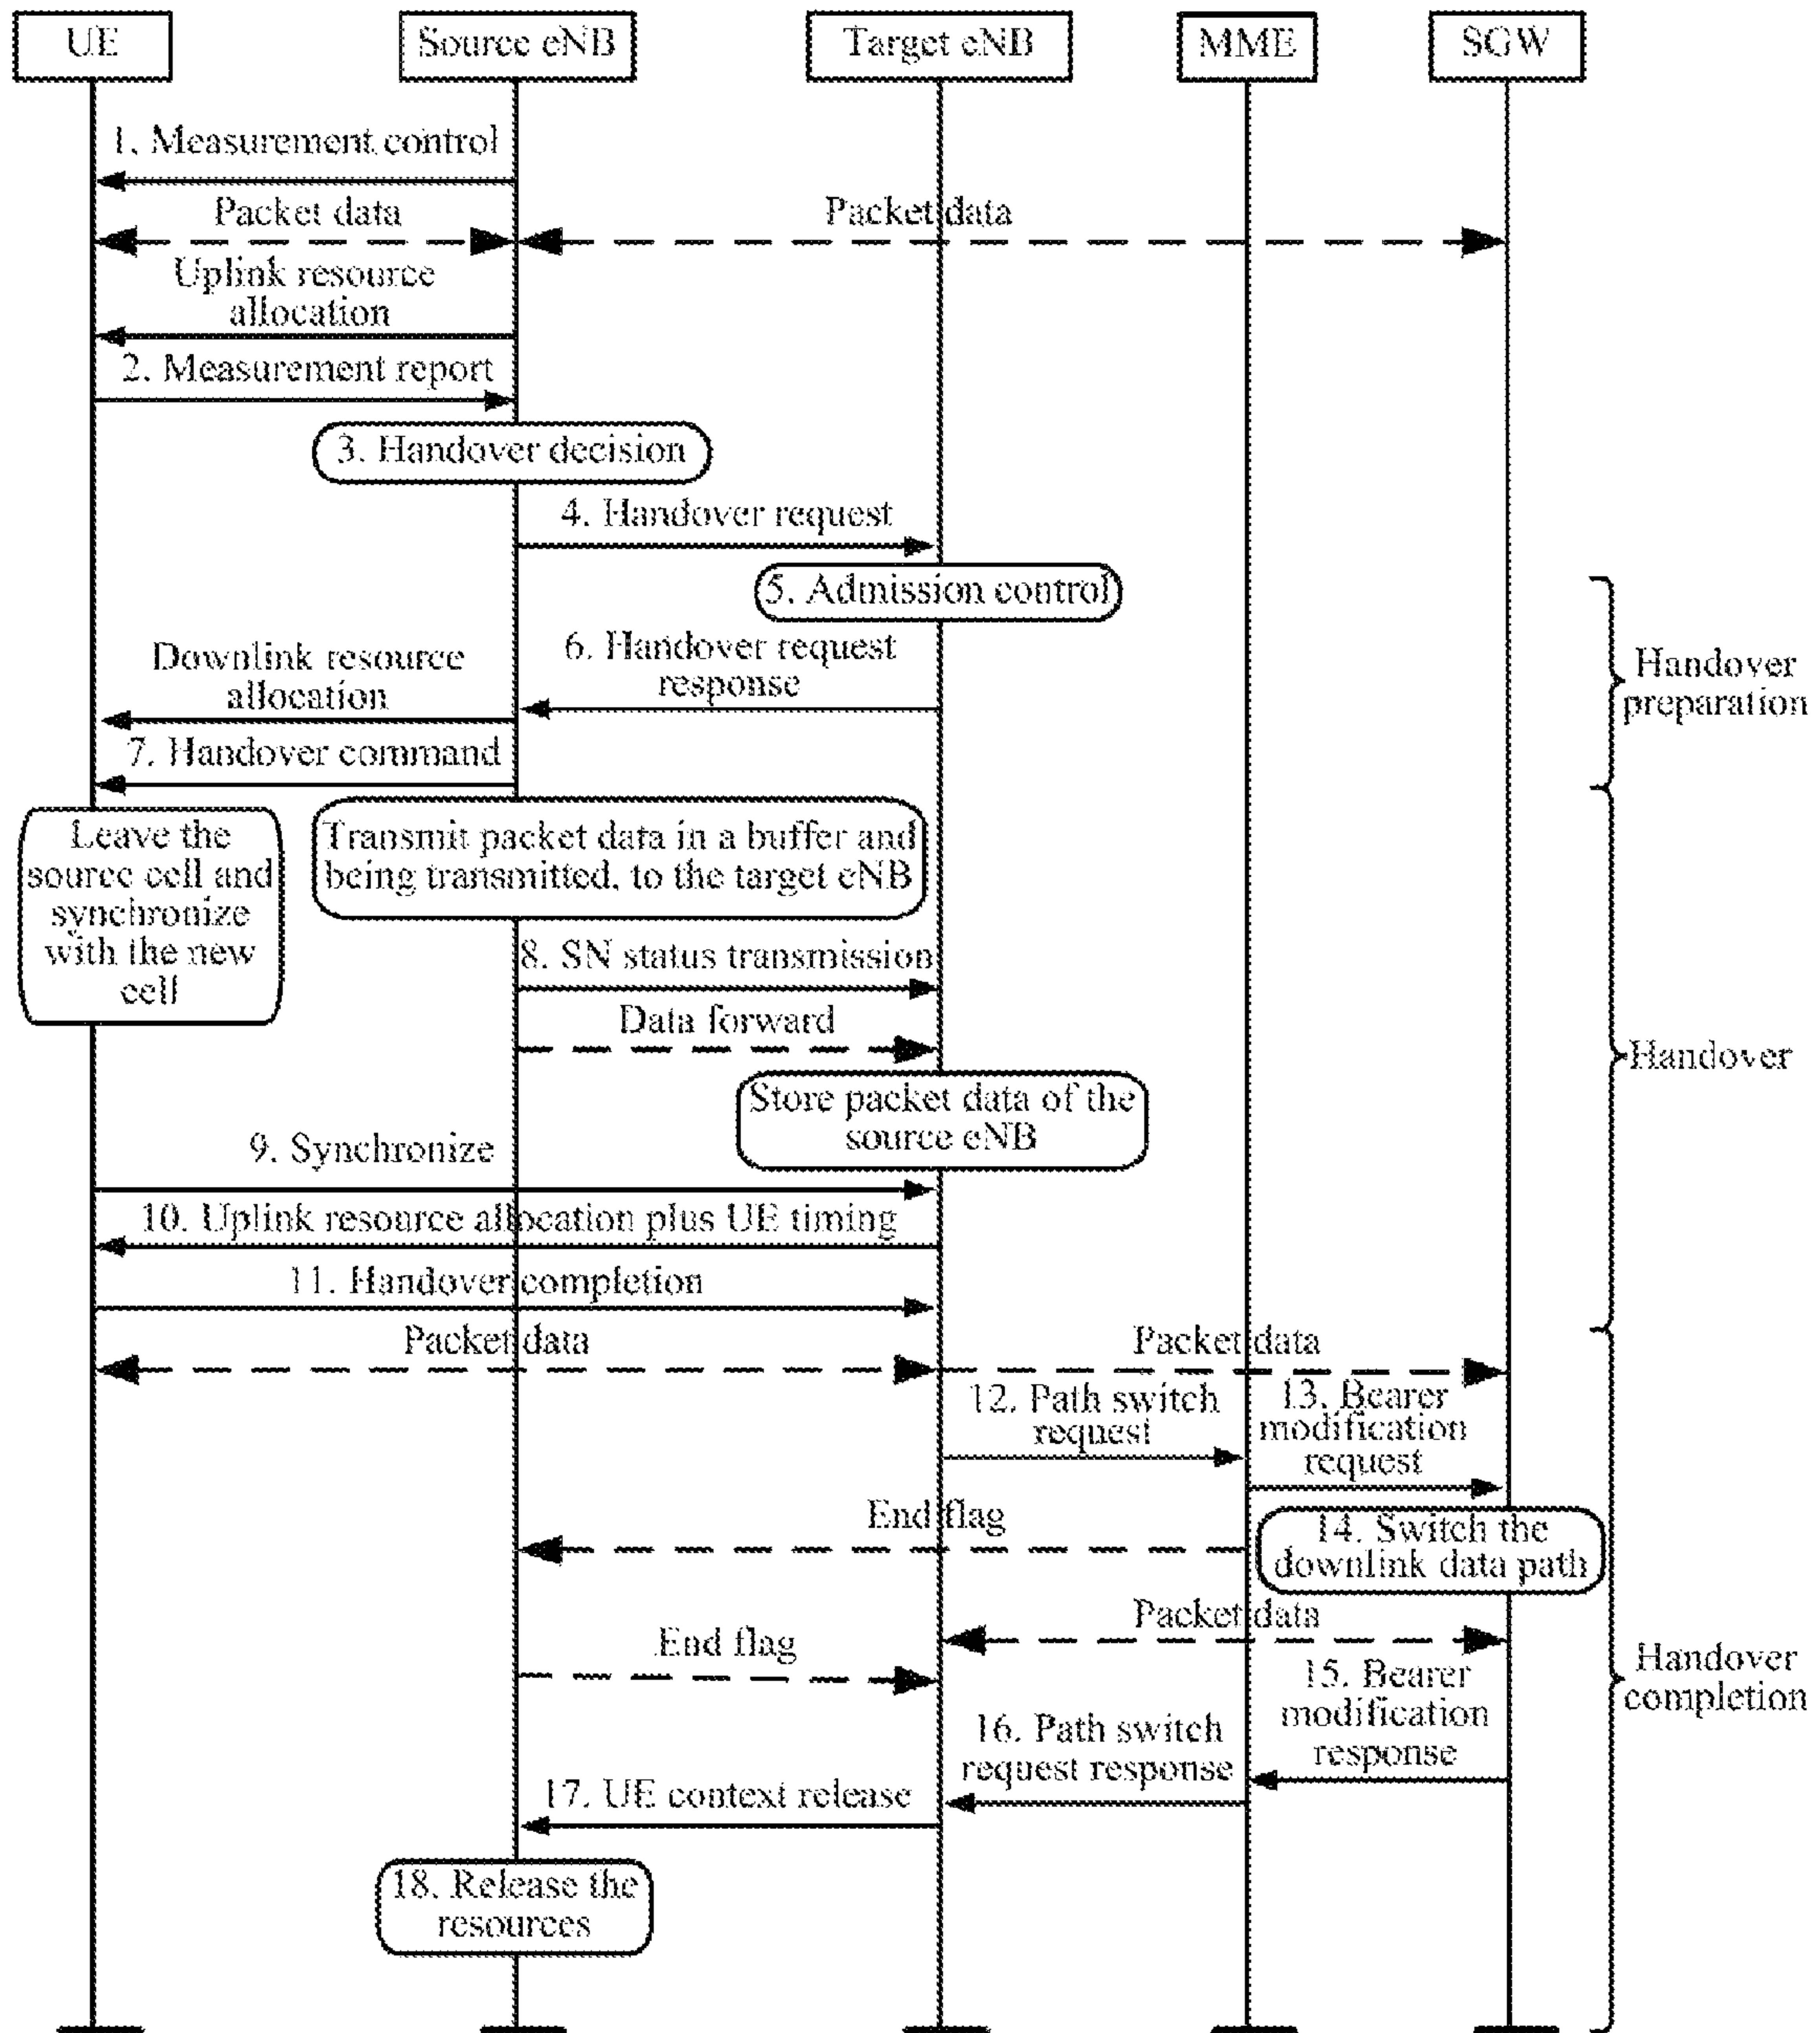 UE
Source eNB
Target eNB
MME
SGW
1. Measurement control
Packet data
Packet data
Uplink resource
allocation
2. Measurement report
3. Handover decision
4. Handover request
5. Admission control
6. Handover request
response
Downlink resource
allocation
7. Handover command
Handover
preparation
Leave the
source cell and
synchronize
with the new
cell
Transmit packet data in a buffer and
being transmitted, to the target eNB
8. SN status transmission
Data forward
Store packet data of the
source eNB
Handover
9. Synchronize
10. Uplink resource allocation plus UE timing
11. Handover completion
Packet data
Packet data
12. Path switch
request
13. Bearer
modification
request
End flag
14. Switch the
downlink data path
Packet data
End flag
15. Bearer
modification
response
16. Path switch
request response
17. UE context release
18. Release the
resources
Handover
completion